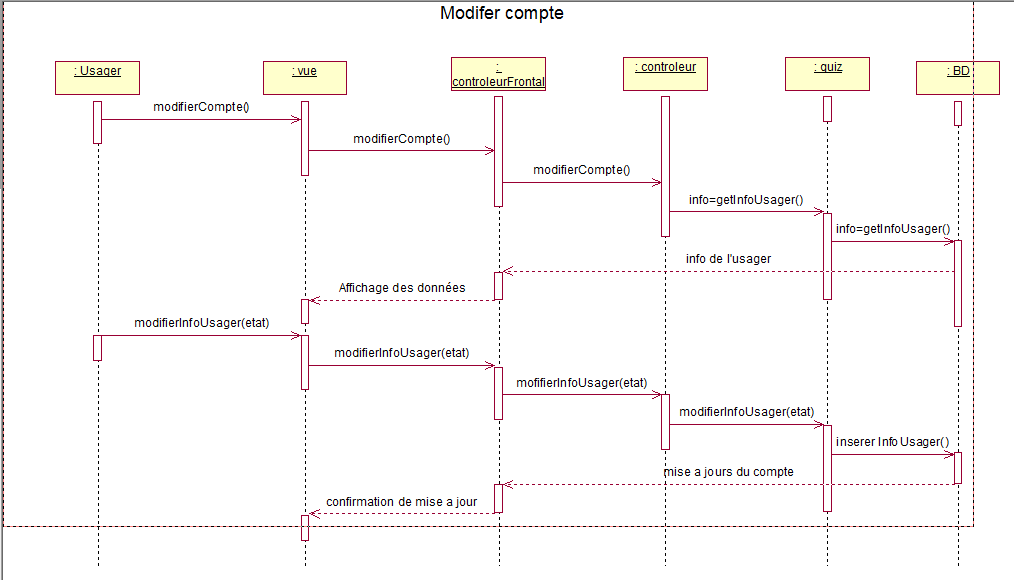 Modifer compte
: Usager
: vue
:
controleurFrontal
: controleur
: quiz
: BD
modifierCompte()
modifierCompte()
modifierCompte()
info=getInfoUsager()
info=getInfoUsager()
info de l'usager
Affichage des données
modifierInfoUsager(etat)
modifierInfoUsager(etat)
mofifierInfoUsager(etat)
modifierInfoUsager(etat)
inserer InfoUsager()
mise a jours du compte
confirmation de mise a jour